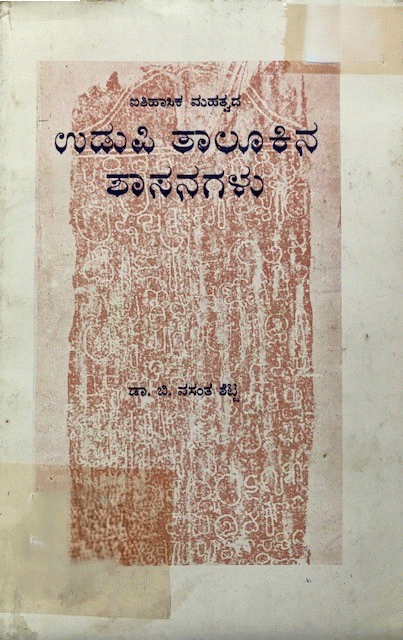 ಐತಿಹಾಸಿಕ ಮಹತ್ವದ
ಉಡುಪಿ ತಾಲೂಕಿನ
ಶಾಸನಗಳು
ಡಾ. ಬಿ. ವಸಂತ ಶೆಟ್ಟಿ